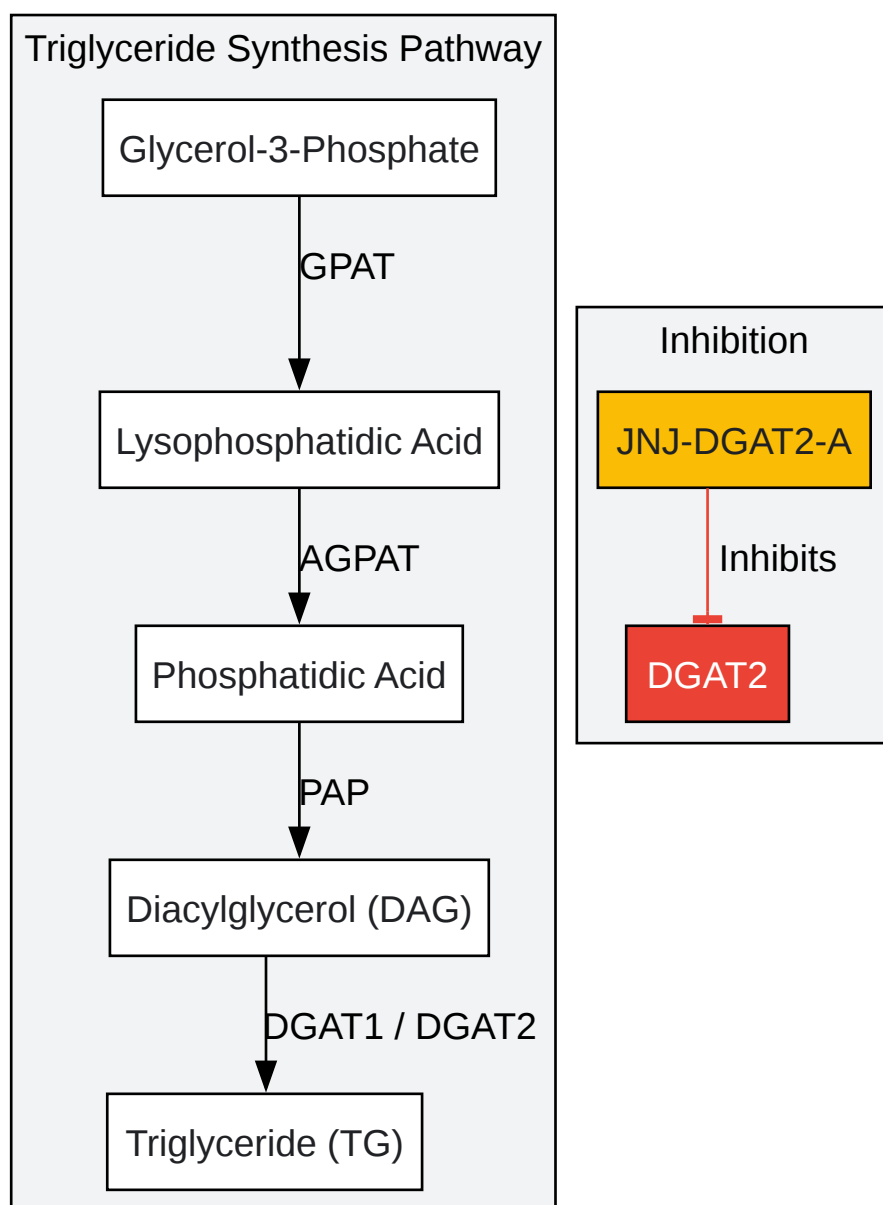 Triglyceride Synthesis Pathway
Glycerol-3-Phosphate
GPAT
Lysophosphatidic Acid
AGPAT
Phosphatidic Acid
PAP
Diacylglycerol (DAG)
DGAT1 / DGAT2
Triglyceride (TG)
Inhibition
JNJ-DGAT2-A
Inhibits
DGAT2